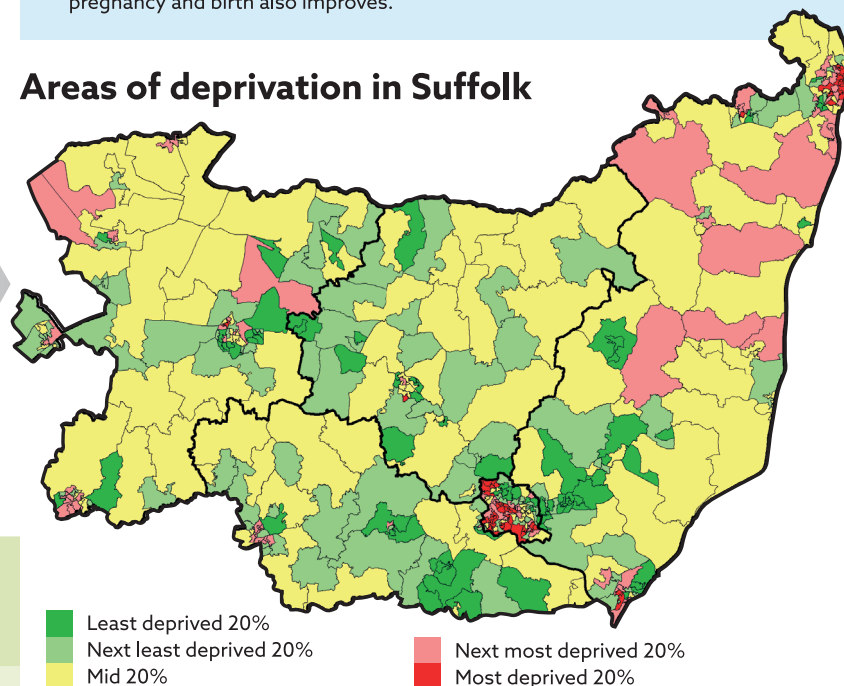 pregnancy and birth also improves.
Areas of deprivation in Suffolk
Least deprived 20%
Next least deprived 20%
Mid 20%
Next most deprived 20%
Most deprived 20%